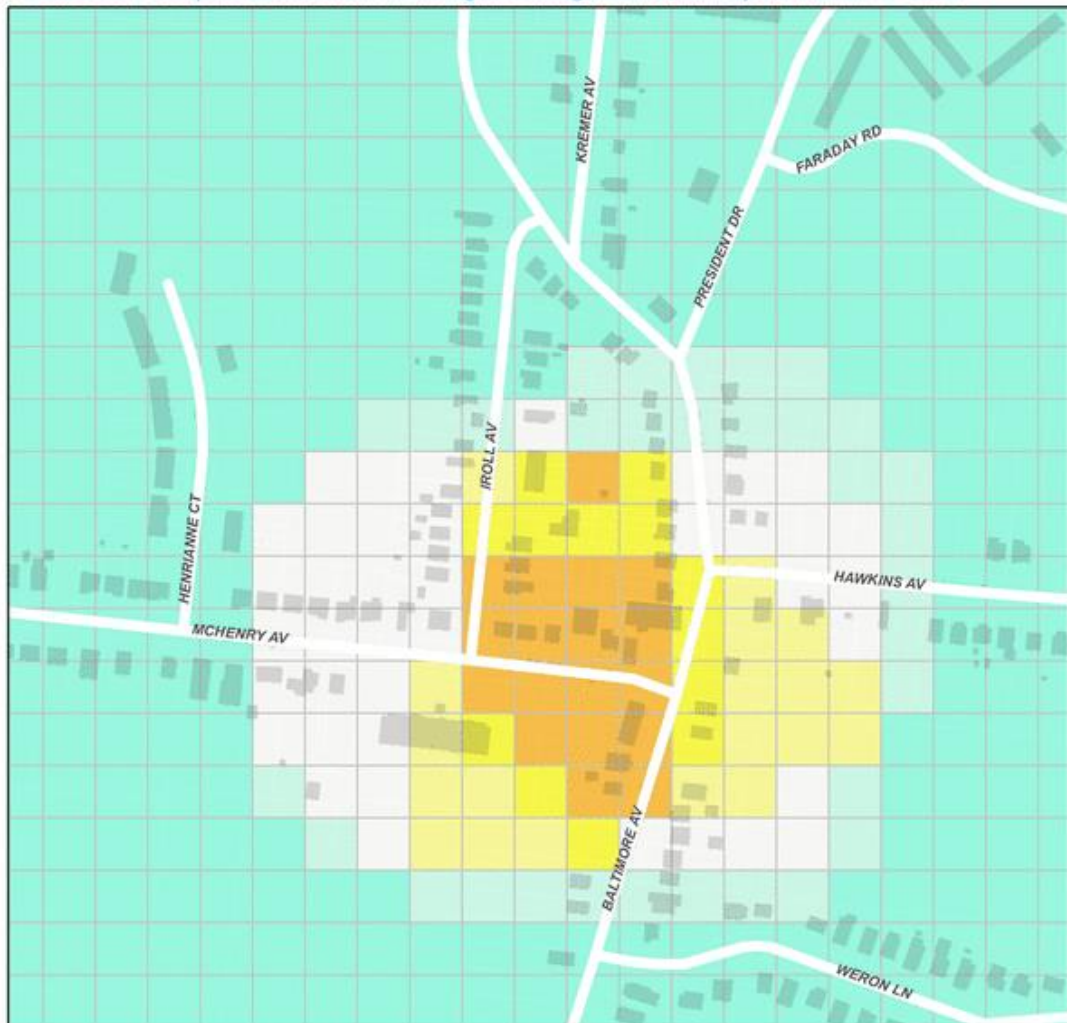 KREMER AV
FARADAY RD
PRESIDENT DR
IROLL AV
HENRIANNE CT
HAWKINS AV
MCHENRY AV
BALTIMORE AV
WERON LN